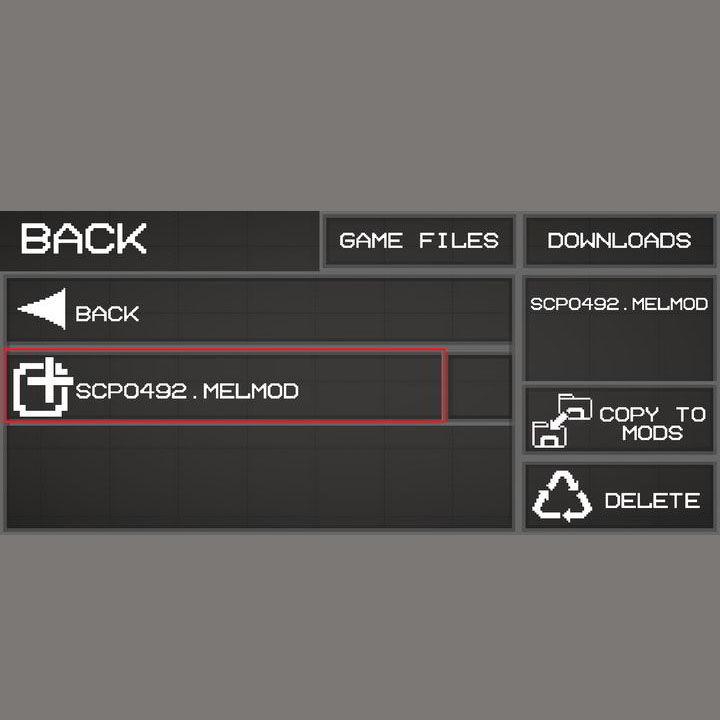 BACK
GAME FILES
DOWNLOADS
BACK
SCP0492.MELMOD
SCP0492.MELMOD
COPY TO
MODS
DELETE